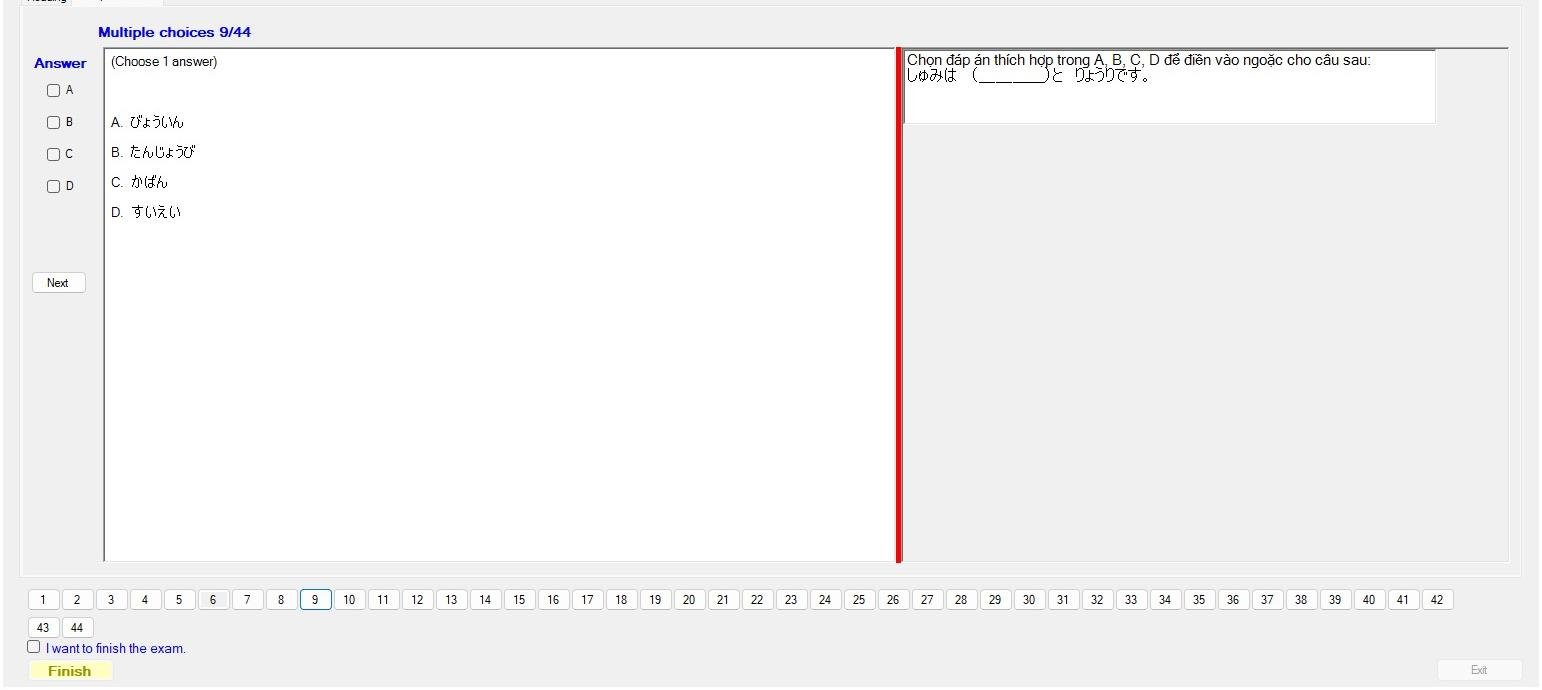 Multiple choices 9/44
Answer
A
B
C
D
Next
(Choose 1 answer)
A. びょういん
B. たんじょうび
C. かばん
D. すいえい
Chọn đáp án thích hợp trong A, B, C, D để điền vào ngoặc cho câu sau:
しゅみは (________)と りょうりです。
1 2 3 4 5 6 7 8 9 10 11 12 13 14 15 16 17 18 19 20 21 22 23 24 25 26 27 28 29 30 31 32 33 34 35 36 37 38 39 40 41 42
43 44
I want to finish the exam.
Finish
Exit